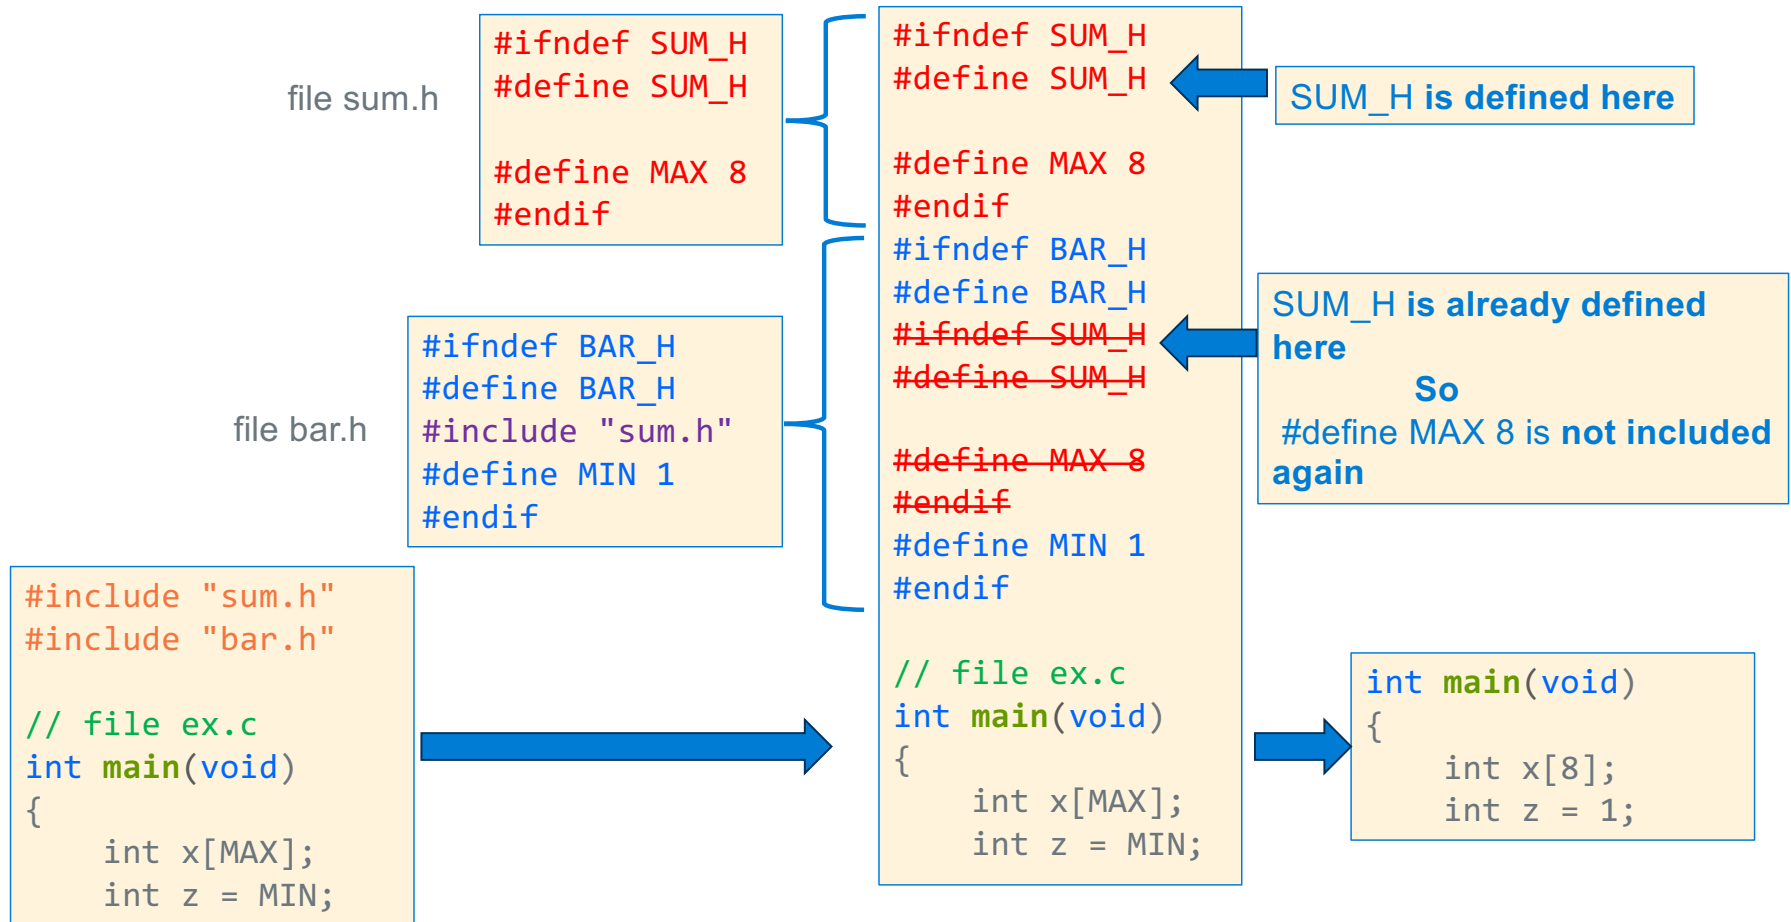 file sum.h
#ifndef SUM_H
#define SUM_H
#define MAX 8
#endif
file bar.h
#ifndef BAR_H
#define BAR_H
#include "sum.h"
#define MIN 1
#endif
#include "sum.h"
#include "bar.h"
// file ex.c
int main(void)
{
    int x[MAX];
    int z = MIN;
#ifndef SUM_H
#define SUM_H
#define MAX 8
#endif
#ifndef BAR_H
#define BAR_H
#ifndef SUM_H
#define SUM_H
#define MAX 8
#endif
#define MIN 1
#endif
// file ex.c
int main(void)
{
    int x[MAX];
    int z = MIN;
SUM_H is defined here
SUM_H is already defined
here
So
#define MAX 8 is not included
again
int main(void)
{
    int x[8];
    int z = 1;